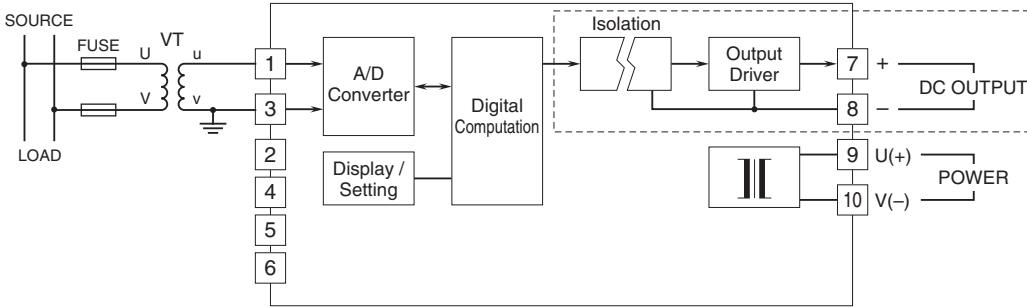 SOURCE
FUSE
VT
U
u
V
v
LOAD
1
3
2
4
5
6
A/D
Converter
Display /
Setting
Digital
Computation
Isolation
Output
Driver
7
+
8
–
DC OUTPUT
9
U(+)
10
V(–)
POWER